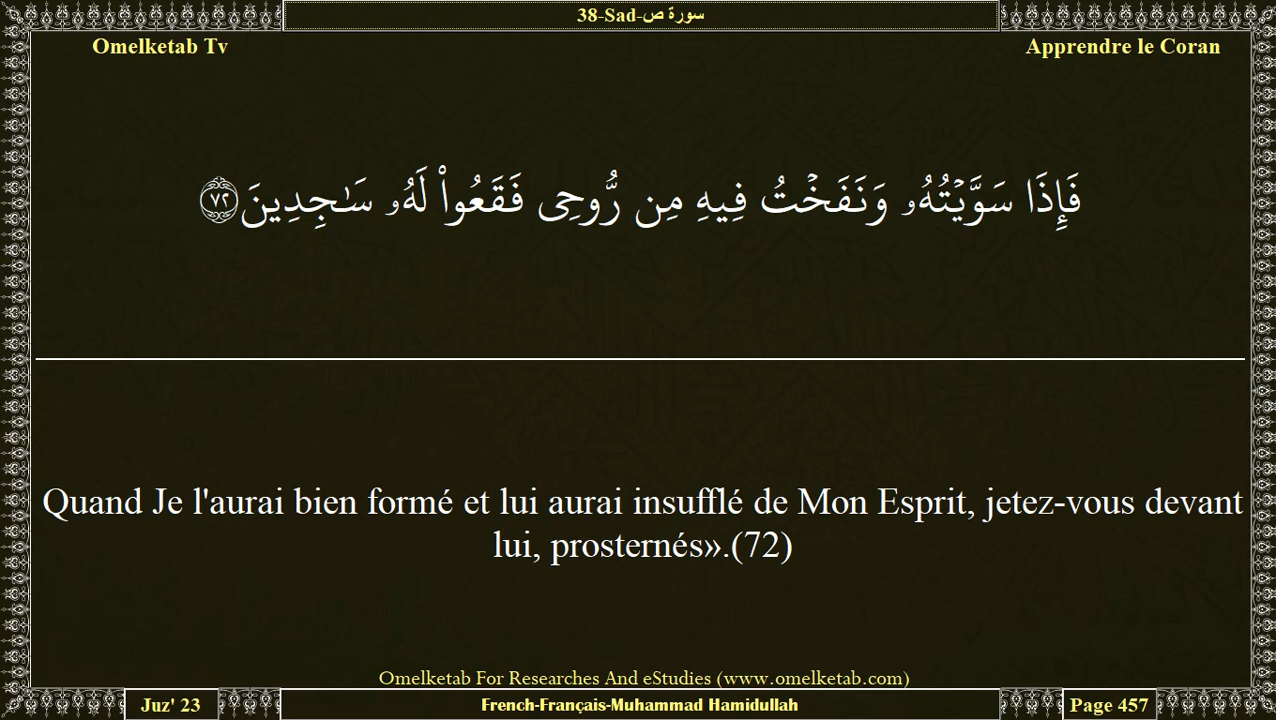 38-Sad-سورة ص
Omelketab Tv
Apprendre le Coran
فَإِذَا سَوَّيْتُهُۥ وَنَفَخْتُ فِيهِ مِن رُّوحِى فَقَعُوا۟ لَهُۥ سَـٰجِدِينَ ﴿٧٢﴾
Quand Je l'aurai bien formé et lui aurai insufflé de Mon Esprit, jetez-vous devant
lui, prosternés».(72)
Omelketab For Researches And eStudies (www.omelketab.com)
Juz' 23
French-Français-Muhammad Hamidullah
Page 457